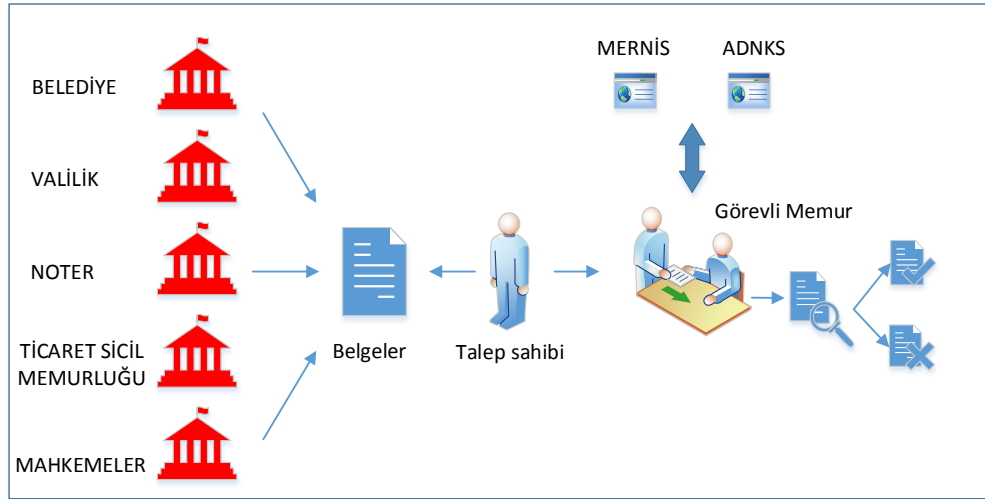 MERNİS
ADNKS
BELEDİYE
VALİLİK
Görevli Memur
NOTER
TİCARET SİCİL
MEMURLUĞU
Belgeler
Talep sahibi
MAHKEMELER